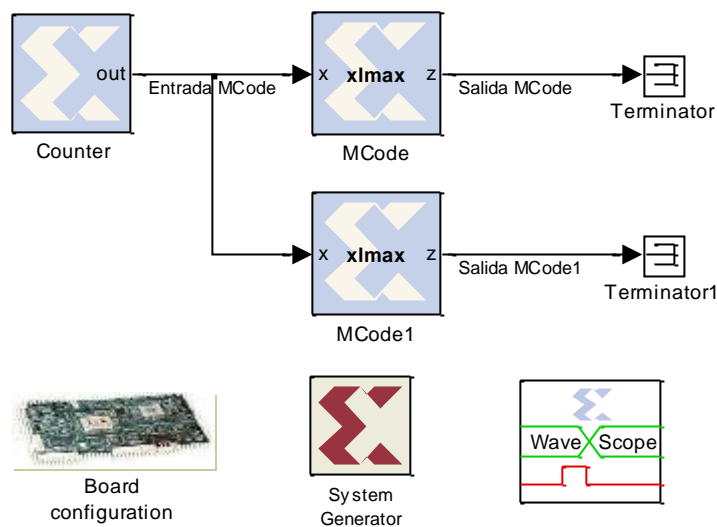 out
Entrada MCode
Counter
x
xlmax
z
Salida MCode
MCode
Terminator
x
xlmax
z
Salida MCode1
MCode1
Terminator1
Board
configuration
System
Generator
Wave
Scope